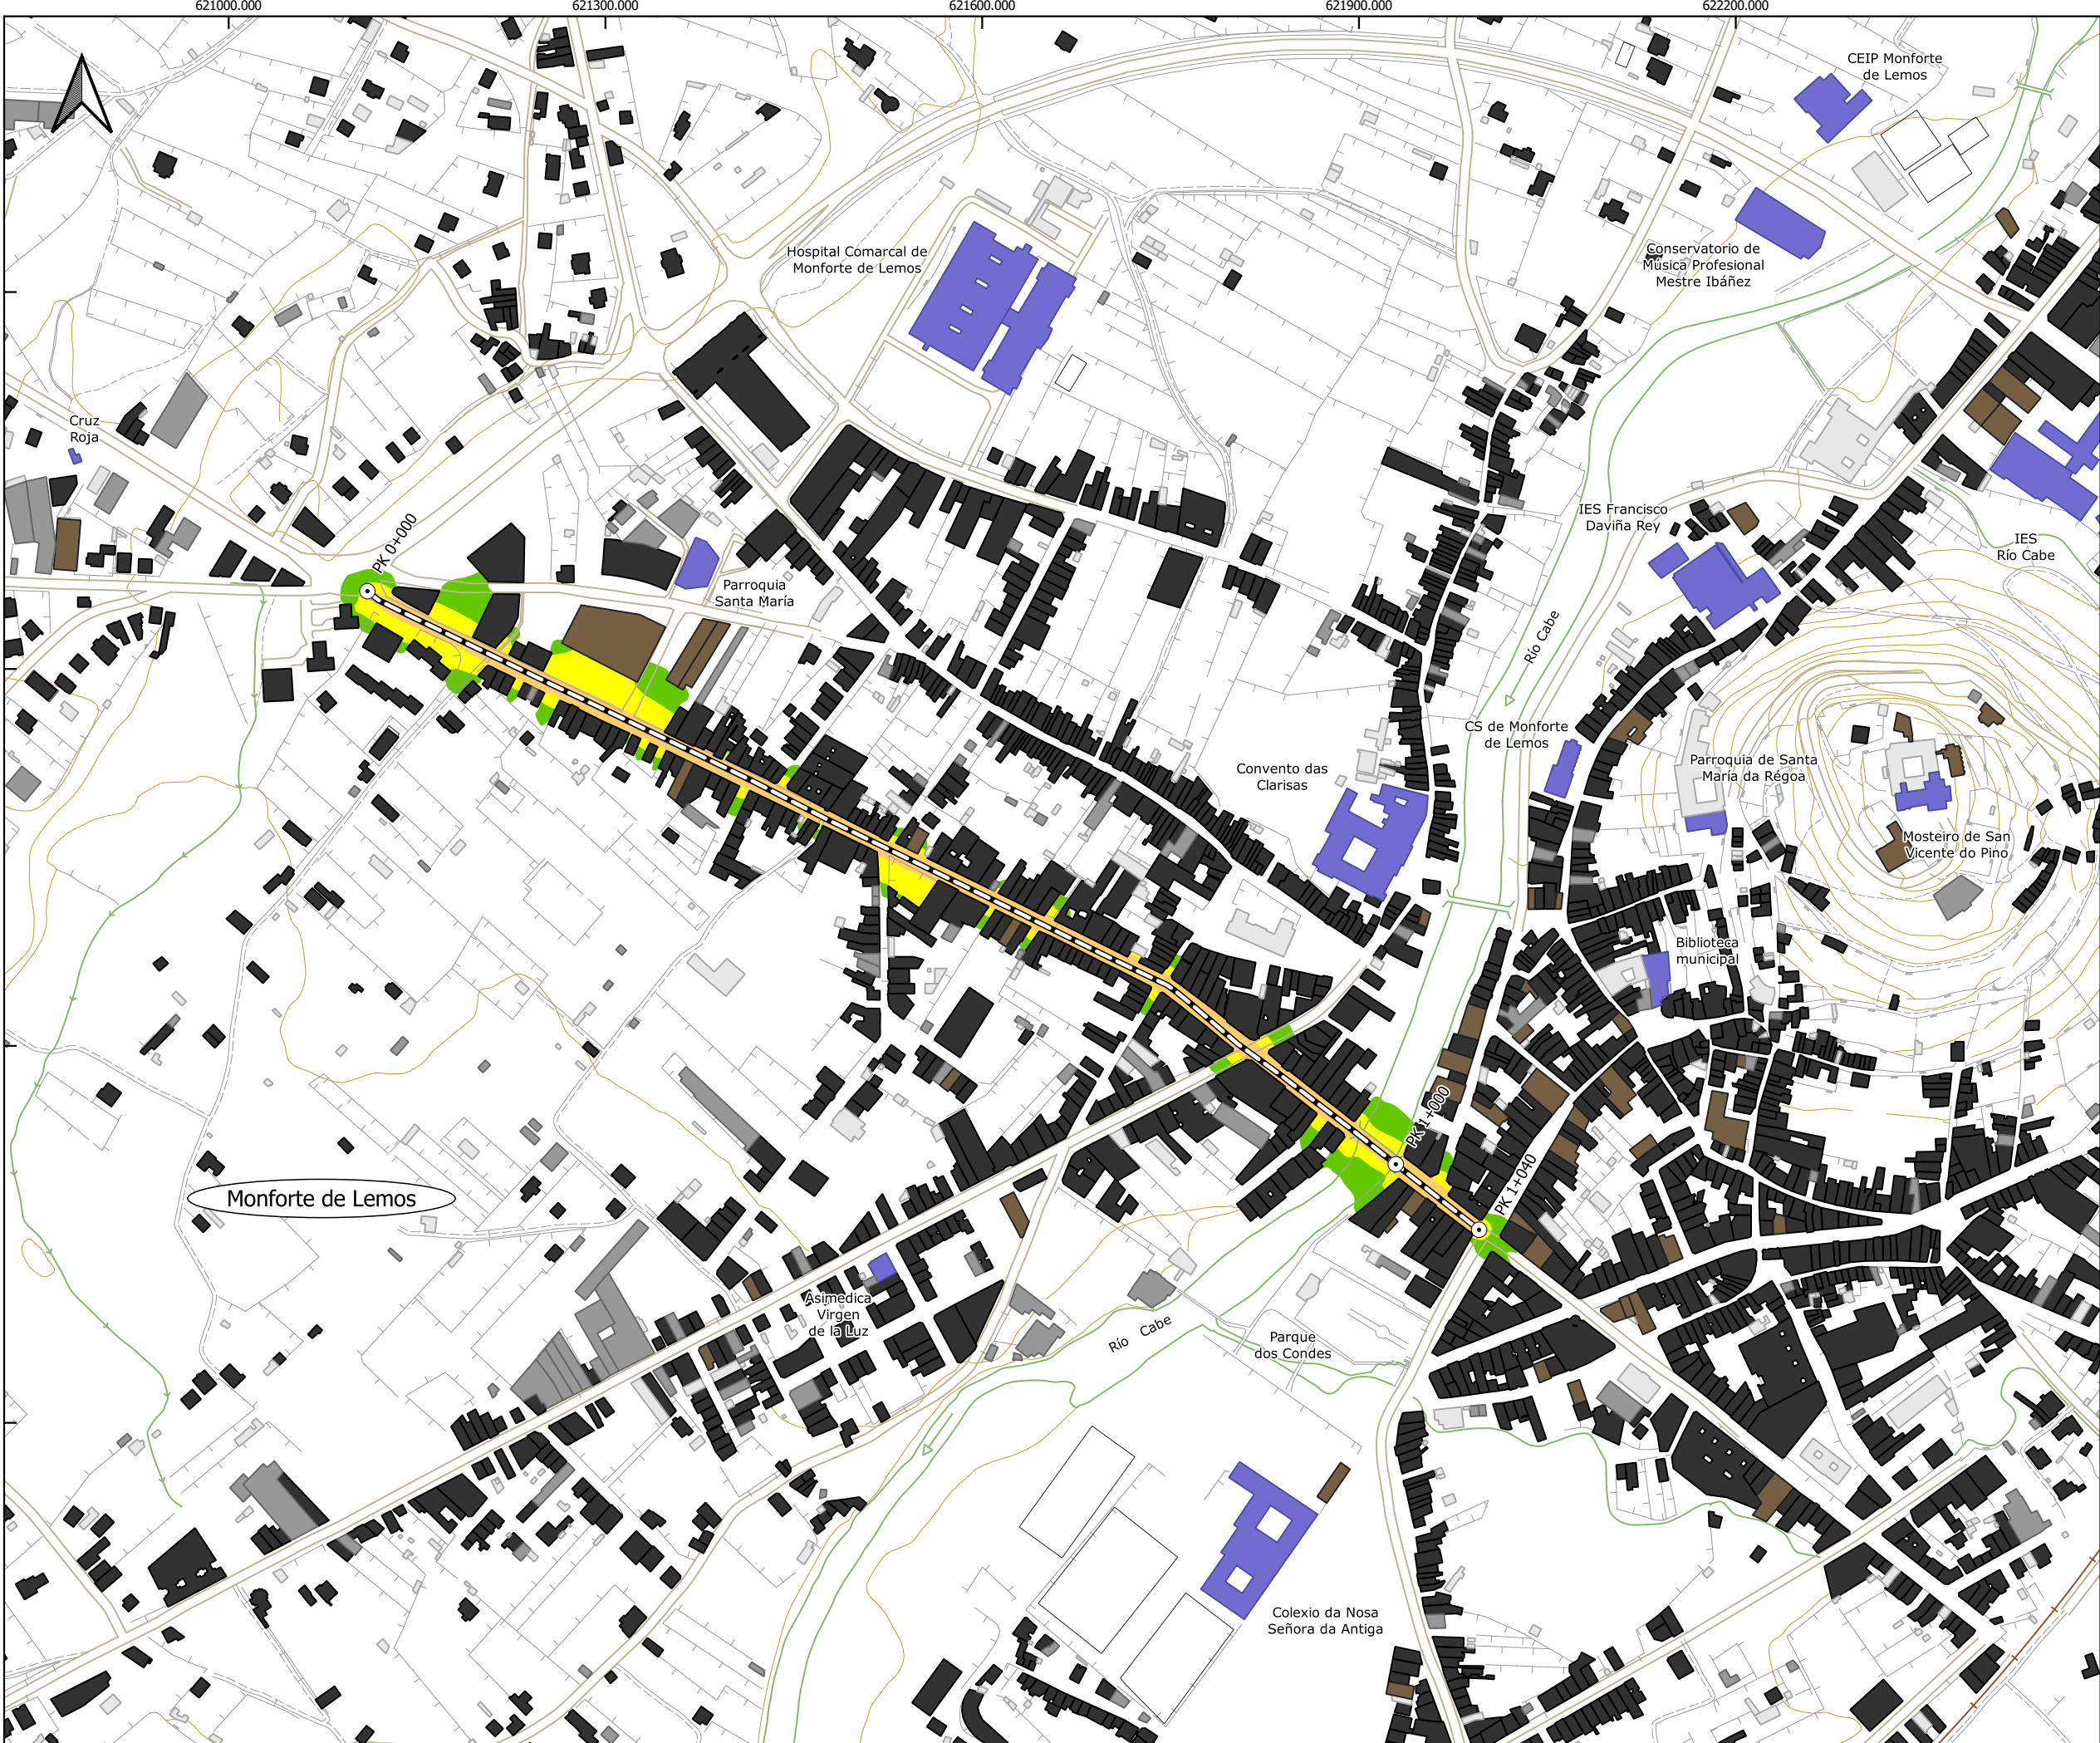 621000.000
621300.000
621600.000
621900.000
622200.000
CEIP Monforte
de Lemos
Hospital Comarcal de
Monforte de Lemos
Conservatorio de
Música Profesional
Mestre Ibáñez
Cruz
Roja
PK 0+000
IES Francisco
Daviña Rey
IES
Río Cabe
Parroquia
Santa María
Río Cabe
CS de Monforte
de Lemos
Parroquia de Santa
María da Régoa
Convento das
Clarisas
Mosteiro de San
Vicente do Pino
Biblioteca
municipal
PK 1+000
PK 1+040
Monforte de Lemos
Asimedica
Virgen
de la Luz
Río Cabe
Parque
dos Condes
Colexio da Nosa
Señora da Antiga